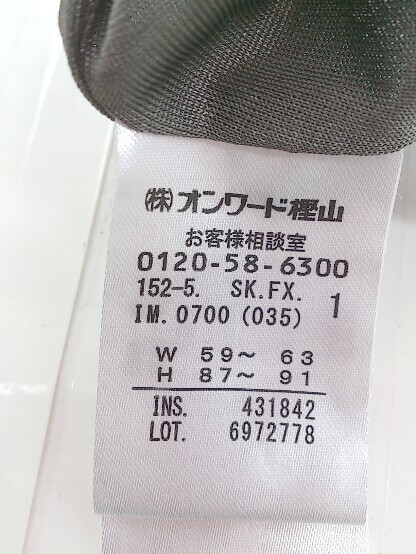 ㈱オンワード樫山
お客様相談室
0120-58-6300
152-5. SK.FX. 1
IM. 0700 (035)
W 59～ 63
H 87～ 91
INS. 431842
LOT. 6972778